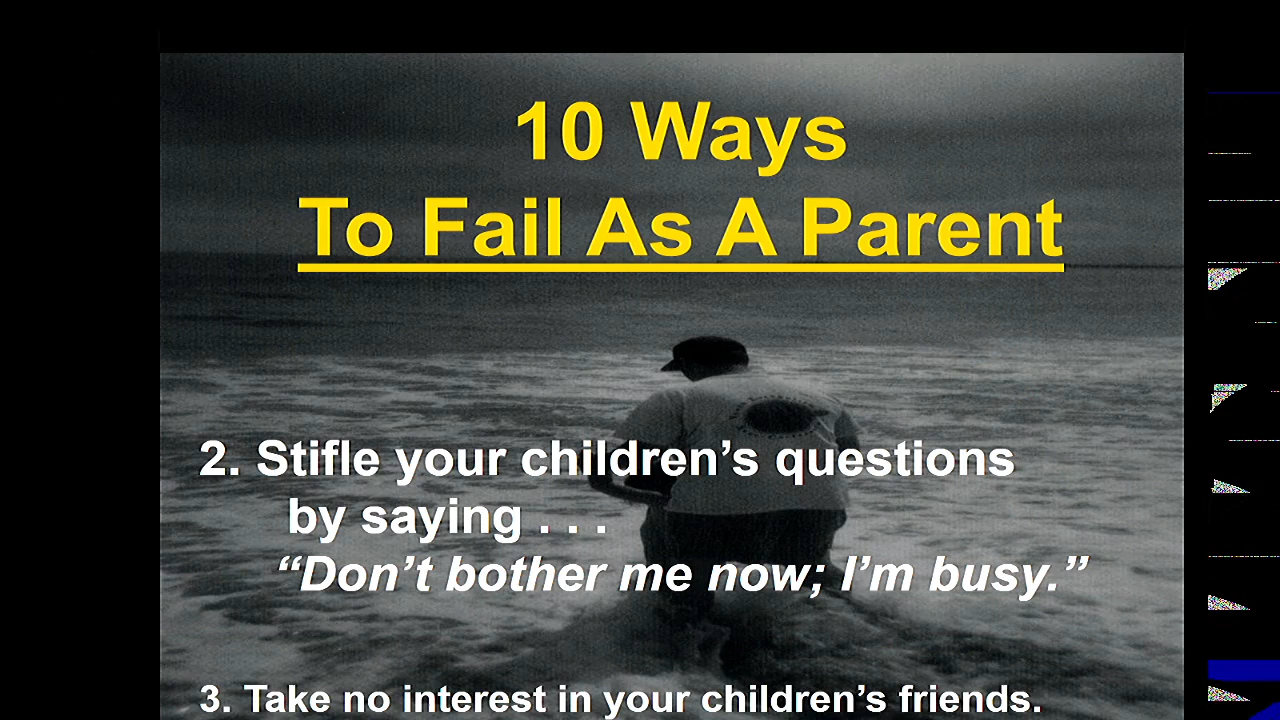 10 Ways
To Fail As A Parent
2. Stifle your children’s questions
by saying . . .
“Don’t bother me now; I’m busy.”
3. Take no interest in your children’s friends.